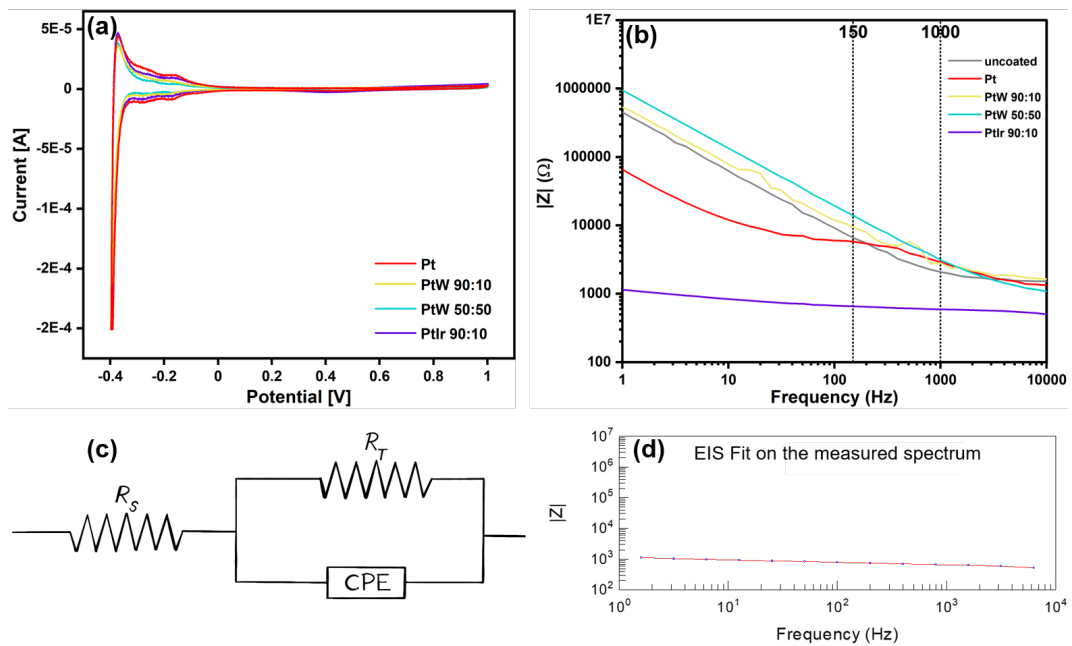 (a)
5E-5
0
-5E-5
-1E-4
-2E-4
-2E-4
Current [A]
Pt
PtW 90:10
PtW 50:50
PtIr 90:10
-0.4 -0.2 0 0.2 0.4 0.6 0.8 1
Potential [V]
(b)
150 1000
1E7
1000000
100000
10000
1000
100
|Z| (Ω)
uncoated
Pt
PtW 90:10
PtW 50:50
PtIr 90:10
1 10 100 1000 10000
Frequency (Hz)
(c)
R_S
R_T
CPE
(d)
EIS Fit on the measured spectrum
10^7
10^6
10^5
10^4
10^3
10^2
|Z|
10^0 10^1 10^2 10^3 10^4
Frequency (Hz)